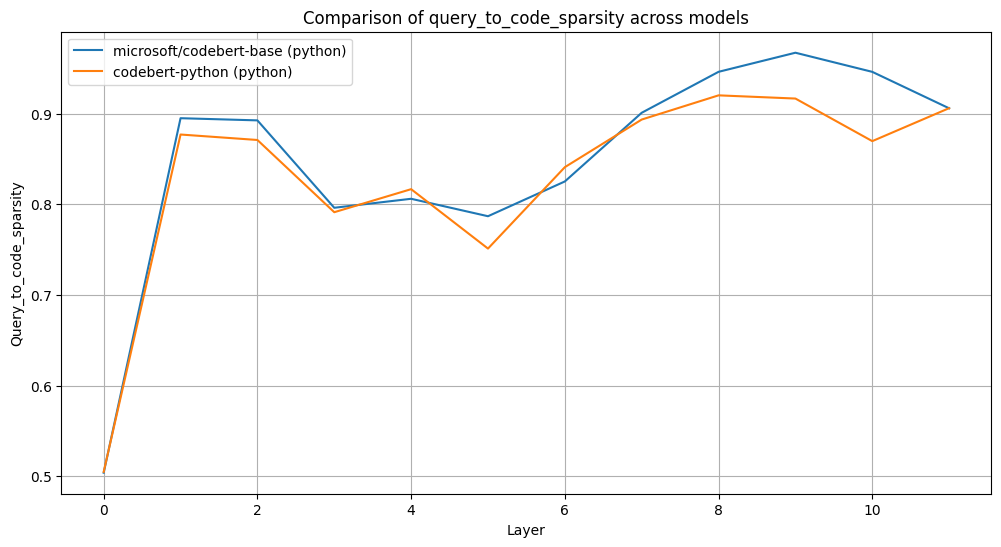 Comparison of query_to_code_sparsity across models
microsoft/codebert-base (python)
codebert-python (python)
Query_to_code_sparsity
0.9
0.8
0.7
0.6
0.5
0 2 4 6 8 10
Layer